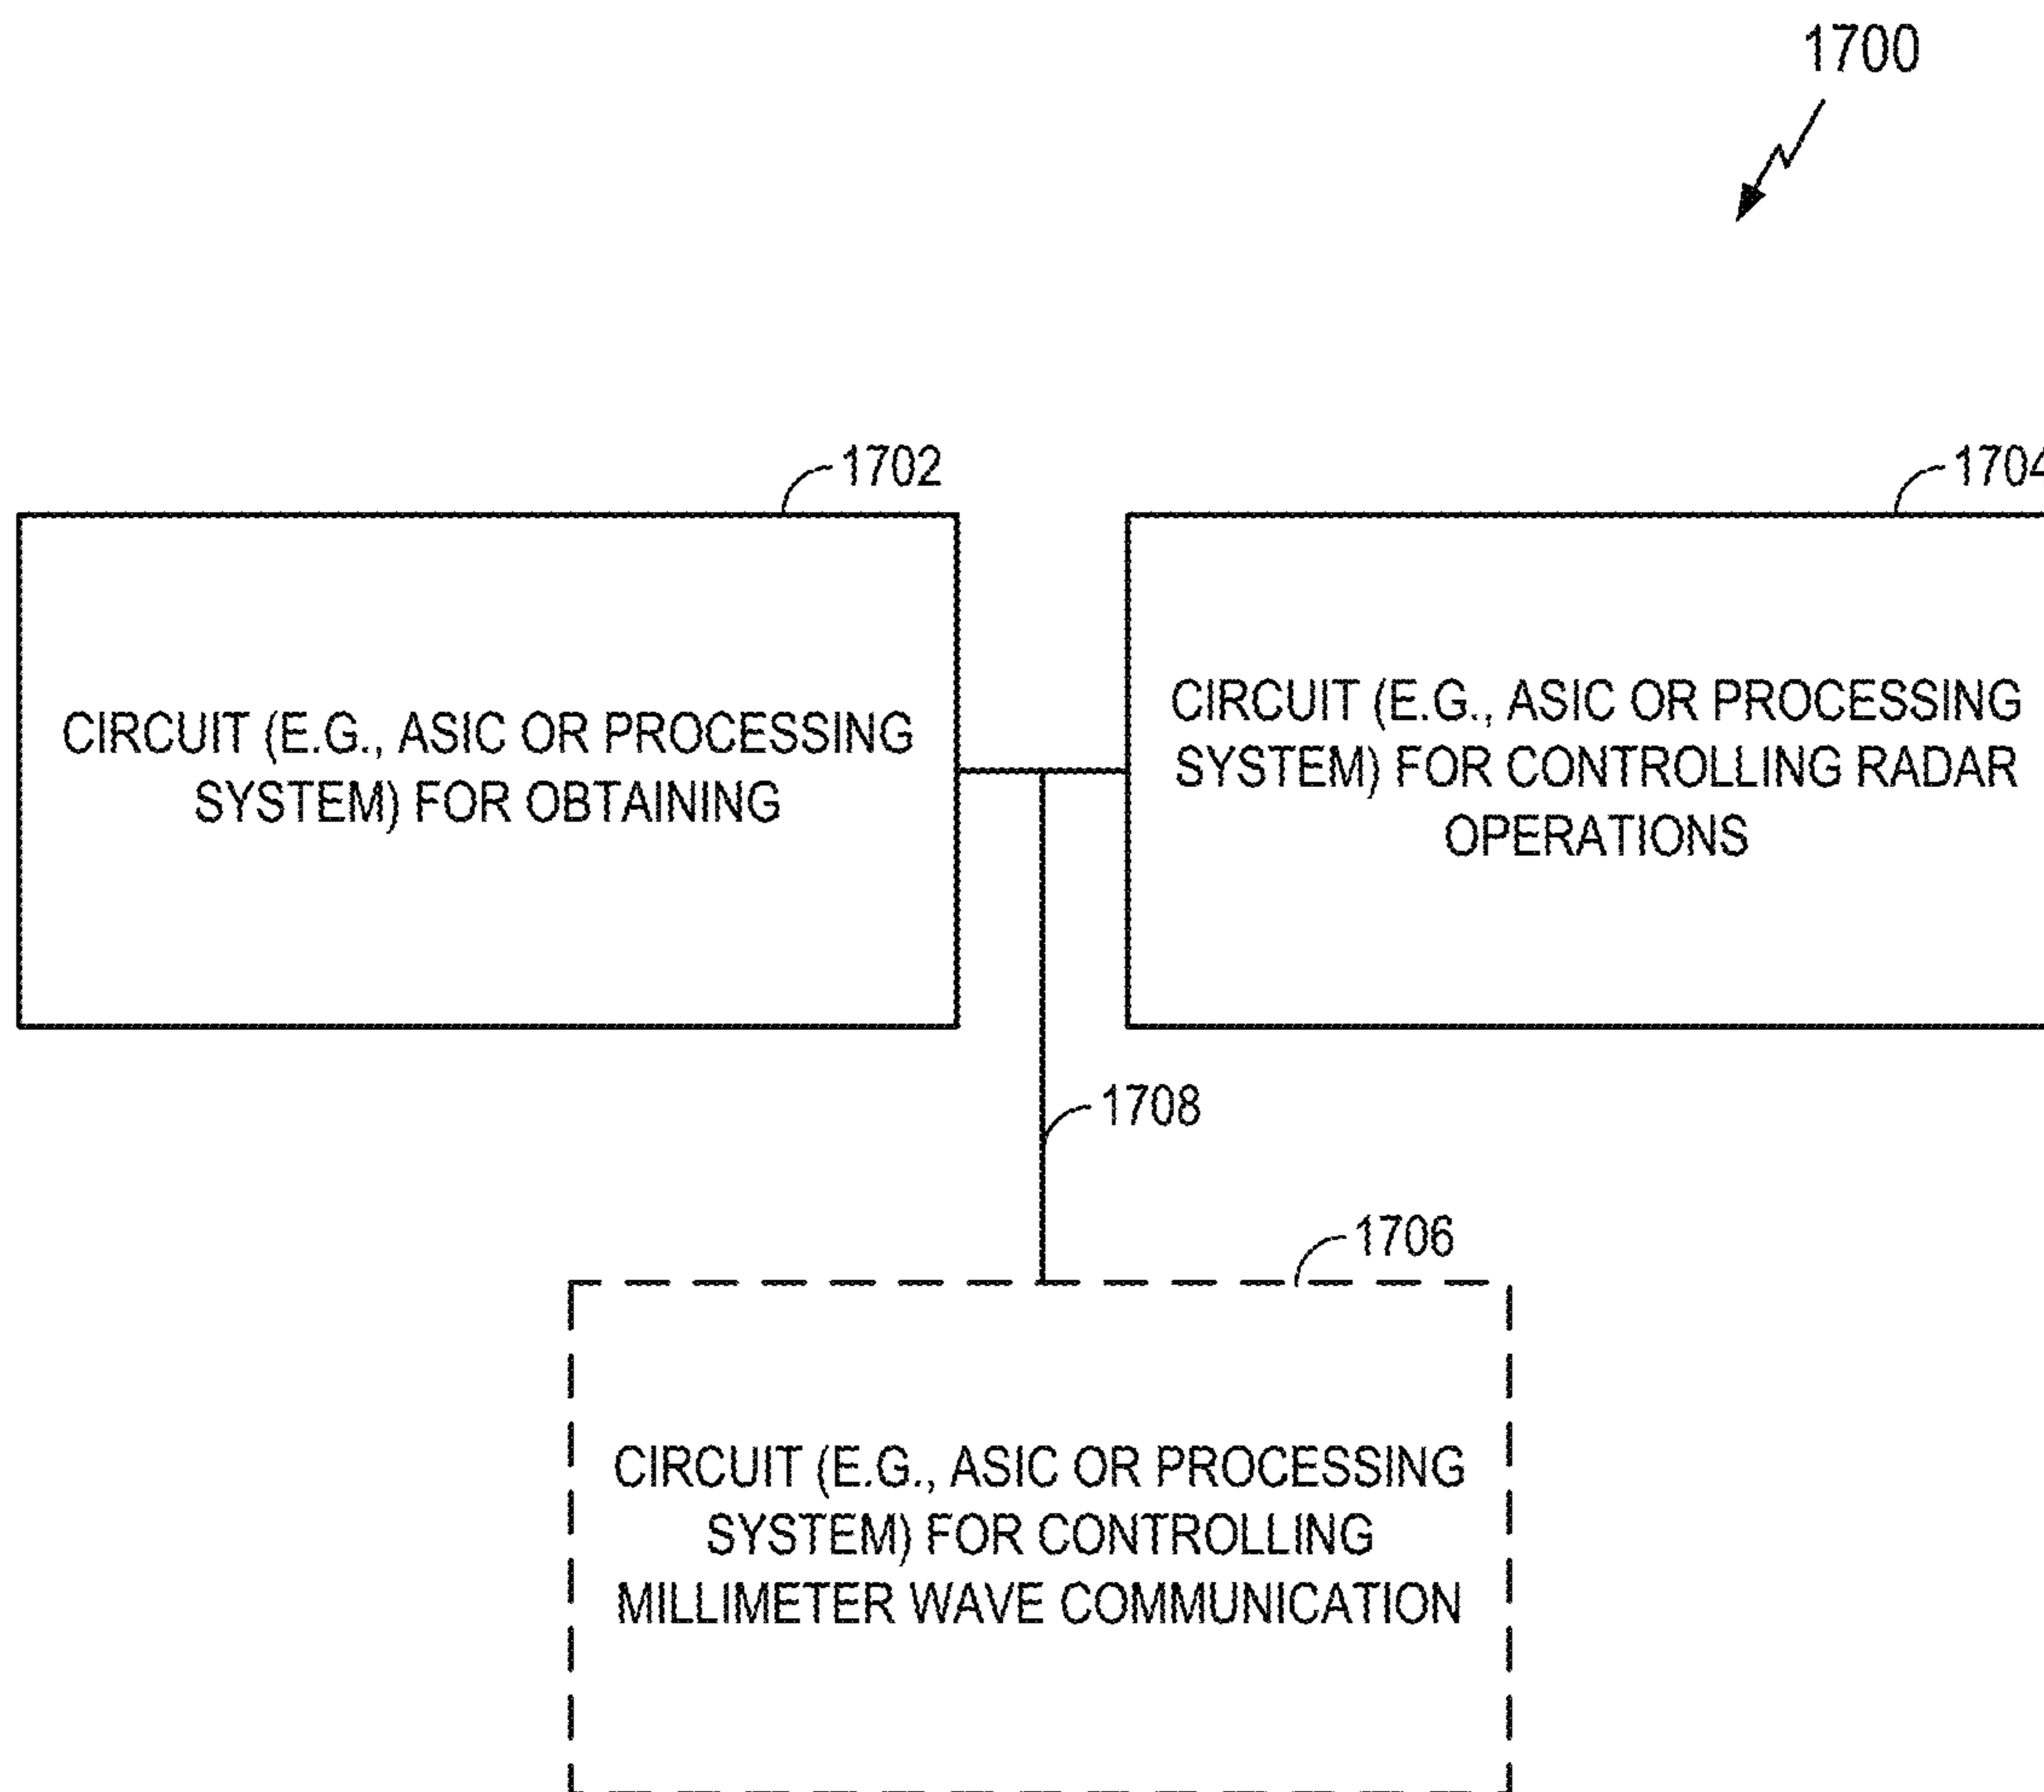 1700
1702
1704
CIRCUIT (E.G., ASIC OR PROCESSING
SYSTEM) FOR OBTAINING
CIRCUIT (E.G., ASIC OR PROCESSING
SYSTEM) FOR CONTROLLING RADAR
OPERATIONS
1708
1706
CIRCUIT (E.G., ASIC OR PROCESSING
SYSTEM) FOR CONTROLLING
MILLIMETER WAVE COMMUNICATION